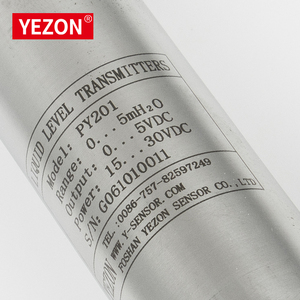 YEZON®
LIQUID LEVEL TRANSMITTERS
Model: PY201
Range: 0...5mH₂O
Output: 0...5VDC
Power: 15...30VDC
S/N: G061010011
TEL.:0086-757-82597249
WWW.Y-SENSOR.COM
FOSHAN YEZON SENSOR CO.,LTD
YEZON